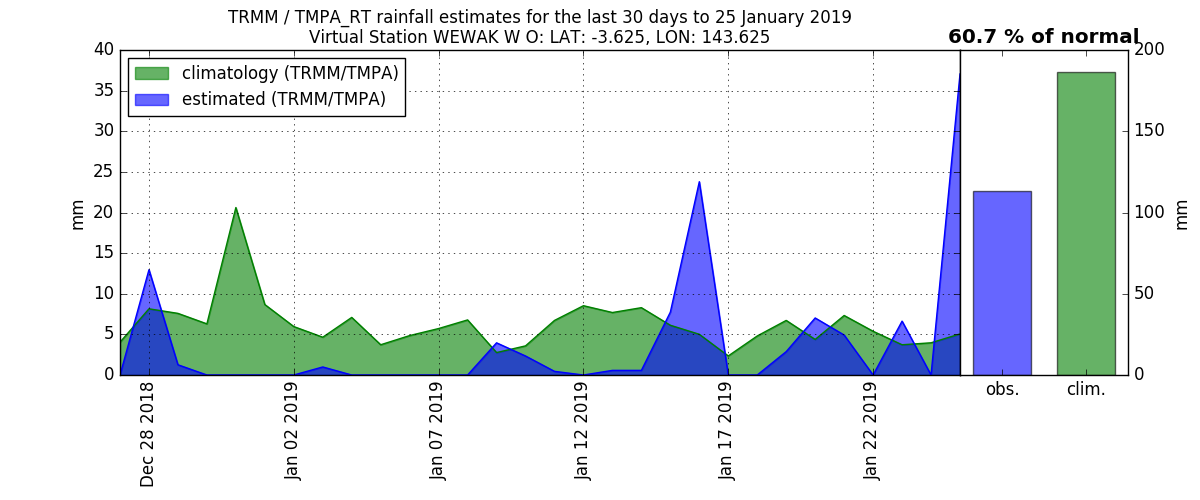 TRMM / TMPA_RT rainfall estimates for the last 30 days to 25 January 2019
Virtual Station WEWAK W O: LAT: -3.625, LON: 143.625
60.7 % of normal
climatology (TRMM/TMPA)
estimated (TRMM/TMPA)
mm
40
35
30
25
20
15
10
5
0
Dec 28 2018
Jan 02 2019
Jan 07 2019
Jan 12 2019
Jan 17 2019
Jan 22 2019
obs.
clim.
200
150
100
50
0
mm